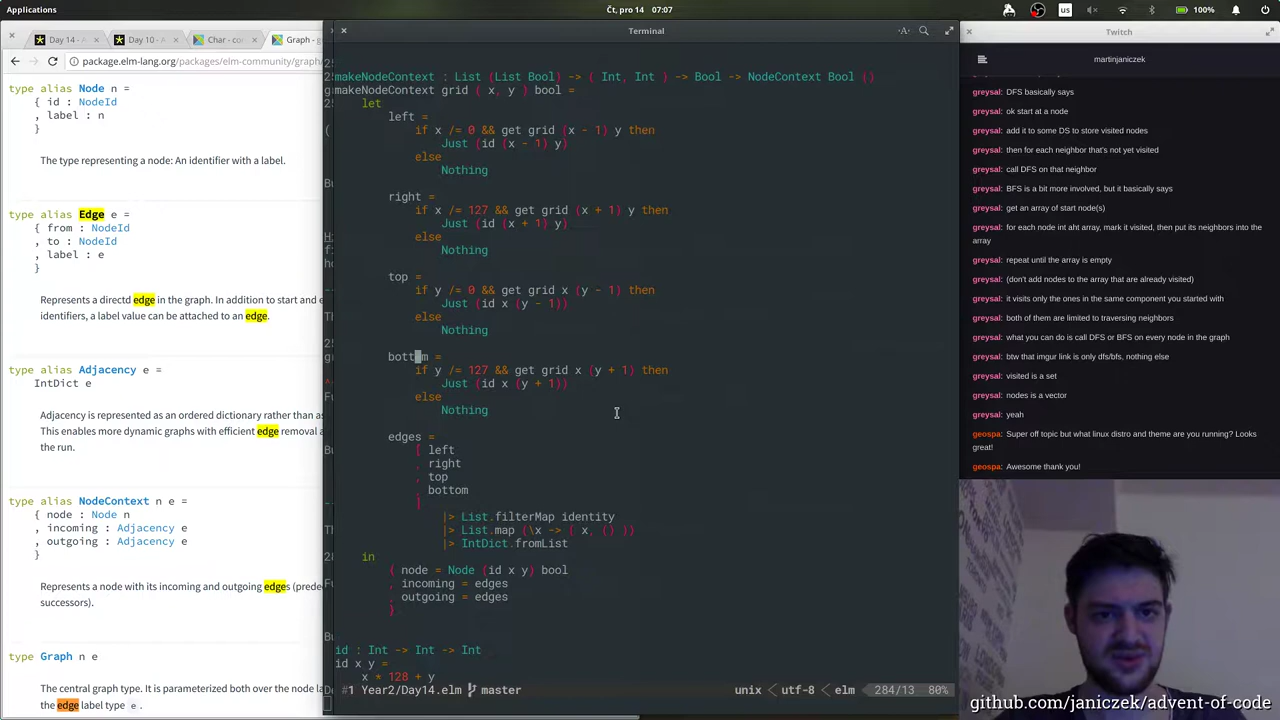 Applications
Čt, pro 14 07:07
us
100%
Day 14 -
Day 10 -
Char - co
Graph -
package.elm-lang.org/packages/elm-community/graph
type alias Node n =
{ id : NodeId
, label : n
}
The type representing a node: An identifier with a label.
type alias Edge e =
{ from : NodeId
, to : NodeId
, label : e
}
Represents a directd edge in the graph. In addition to start and e
identifiers, a label value can be attached to an edge.
type alias Adjacency e =
IntDict e
Adjacency is represented as an ordered dictionary rather than as
This enables more dynamic graphs with efficient edge removal a
the run.
type alias NodeContext n e =
{ node : Node n
, incoming : Adjacency e
, outgoing : Adjacency e
}
Represents a node with its incoming and outgoing edges (prede
successors).
type Graph n e
The central graph type. It is parameterized both over the node la
the edge label type e .
Terminal
makeNodeContext : List (List Bool) -> ( Int, Int ) -> Bool -> NodeContext Bool ()
makeNodeContext grid ( x, y ) bool =
let
left =
if x /= 0 && get grid (x - 1) y then
Just (id (x - 1) y)
else
Nothing
right =
if x /= 127 && get grid (x + 1) y then
Just (id (x + 1) y)
else
Nothing
top =
if y /= 0 && get grid x (y - 1) then
Just (id x (y - 1))
else
Nothing
bottom =
if y /= 127 && get grid x (y + 1) then
Just (id x (y + 1))
else
Nothing
edges =
[ left
, right
, top
, bottom
]
|> List.filterMap identity
|> List.map (\x -> ( x, () ))
|> IntDict.fromList
in
{ node = Node (id x y) bool
, incoming = edges
, outgoing = edges
}
id : Int -> Int -> Int
id x y =
x * 128 + y
#1 Year2/Day14.elm master unix utf-8 elm 284/13 80%
Twitch
martinjaniczek
greysal: DFS basically says
greysal: ok start at a node
greysal: add it to some DS to store visited nodes
greysal: then for each neighbor that's not yet visited
greysal: call DFS on that neighbor
greysal: BFS is a bit more involved, but it basically says
greysal: get an array of start node(s)
greysal: for each node int aht array, mark it visited, then put its neighbors into the
array
greysal: repeat until the array is empty
greysal: (don't add nodes to the array that are already visited)
greysal: it visits only the ones in the same component you started with
greysal: both of them are limited to traversing neighbors
greysal: what you can do is call DFS or BFS on every node in the graph
greysal: btw that imgur link is only dfs/bfs, nothing else
greysal: visited is a set
greysal: nodes is a vector
greysal: yeah
geospa: Super off topic but what linux distro and theme are you running? Looks
great!
geospa: Awesome thank you!
github.com/janiczek/advent-of-code